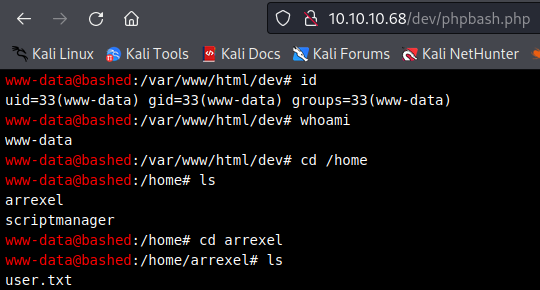 10.10.10.68/dev/phpbash.php
Kali Linux Kali Tools Kali Docs Kali Forums Kali NetHunter
www-data@bashed:/var/www/html/dev# id
uid=33(www-data) gid=33(www-data) groups=33(www-data)
www-data@bashed:/var/www/html/dev# whoami
www-data
www-data@bashed:/var/www/html/dev# cd /home
www-data@bashed:/home# ls
arrexel
scriptmanager
www-data@bashed:/home# cd arrexel
www-data@bashed:/home/arrexel# ls
user.txt